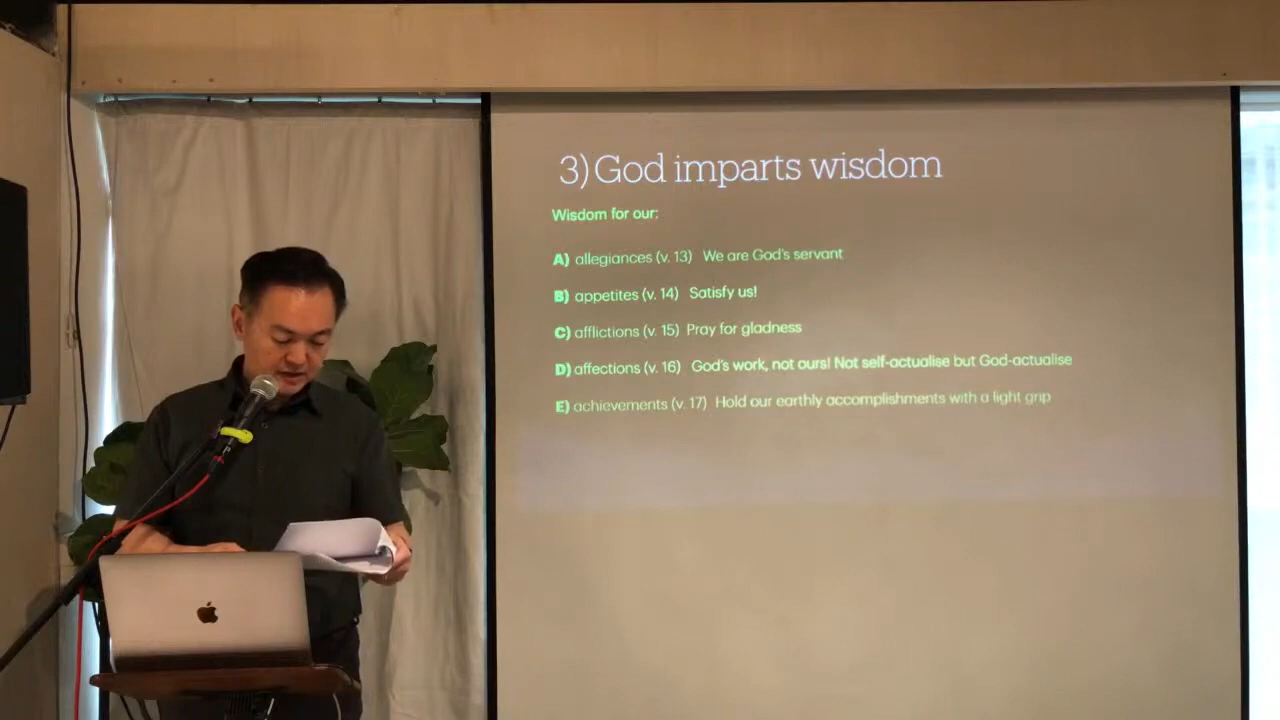 3) God imparts wisdom
Wisdom for our:
A) allegiances (v. 13) We are God's servant
B) appetites (v. 14) Satisfy us!
C) afflictions (v. 15) Pray for gladness
D) affections (v. 16) God's work, not ours! Not self-actualise but God-actualise
E) achievements (v. 17) Hold our earthly accomplishments with a light grip